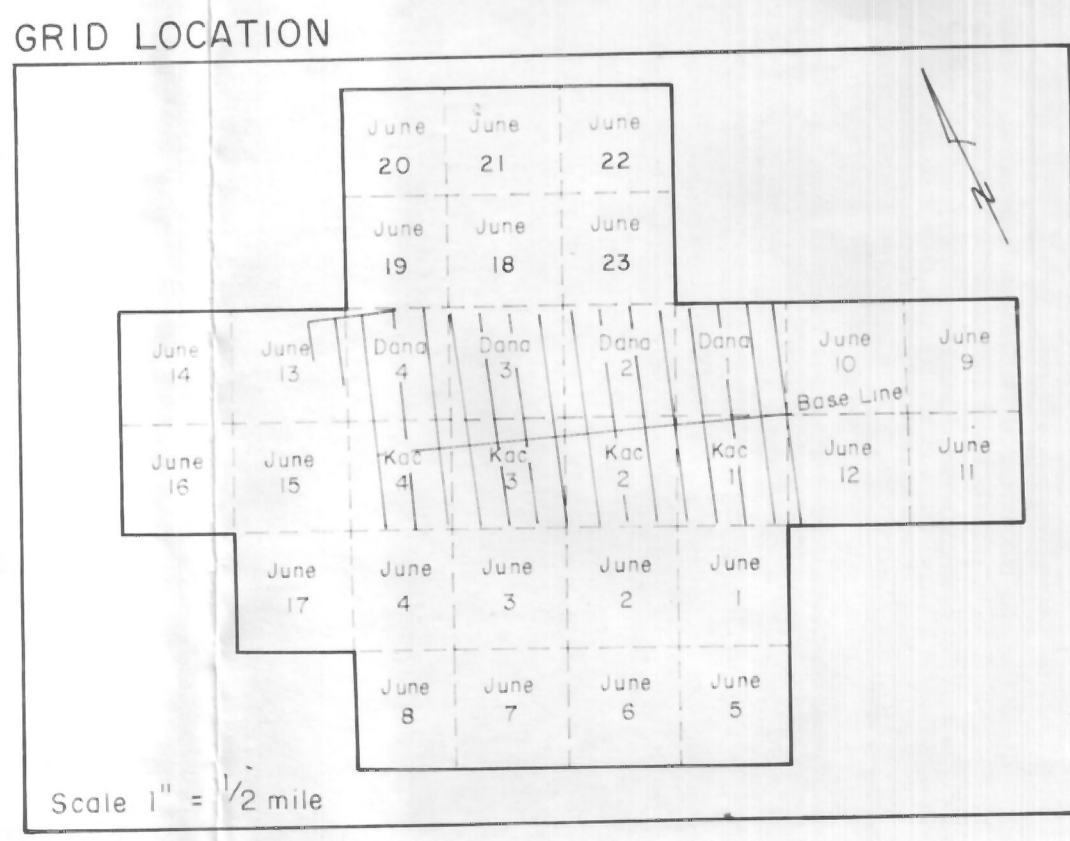 GRID LOCATION
June 20
June 21
June 22
June 19
June 18
June 23
June 14
June 13
Dana 4
Dana 3
Dana 2
Dana 1
June 10
June 9
Base Line
June 16
June 15
Kac 4
Kac 3
Kac 2
Kac 1
June 12
June 11
June 17
June 4
June 3
June 2
June 1
June 8
June 7
June 6
June 5
Scale 1" = 1/2 mile
N